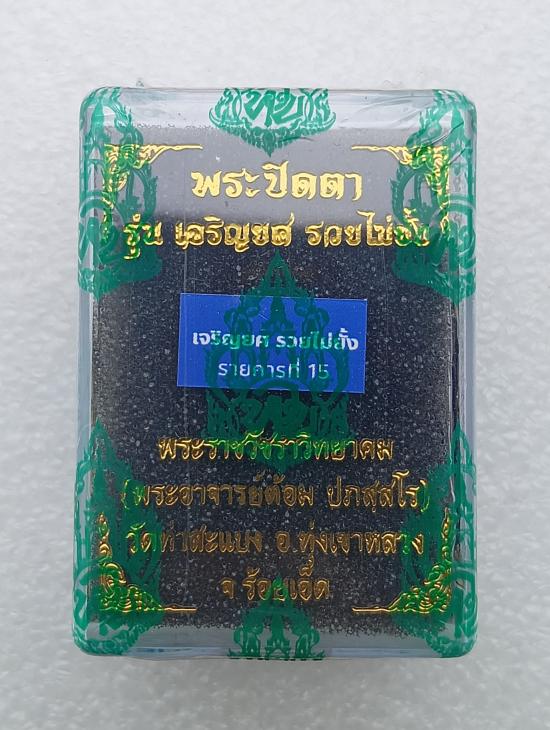 พระปิดตา
รุ่น เจริญยศ รวยไม่ยั้ง
เจริญยศ รวยไม่ยั้ง
รายการที่ 15
พระราชวัชราวิทยาคม
(พระอาจารย์ต้อม ปภสฺสโร)
วัดท่าสะแบง อ.ทุ่งเขาหลวง
จ.ร้อยเอ็ด